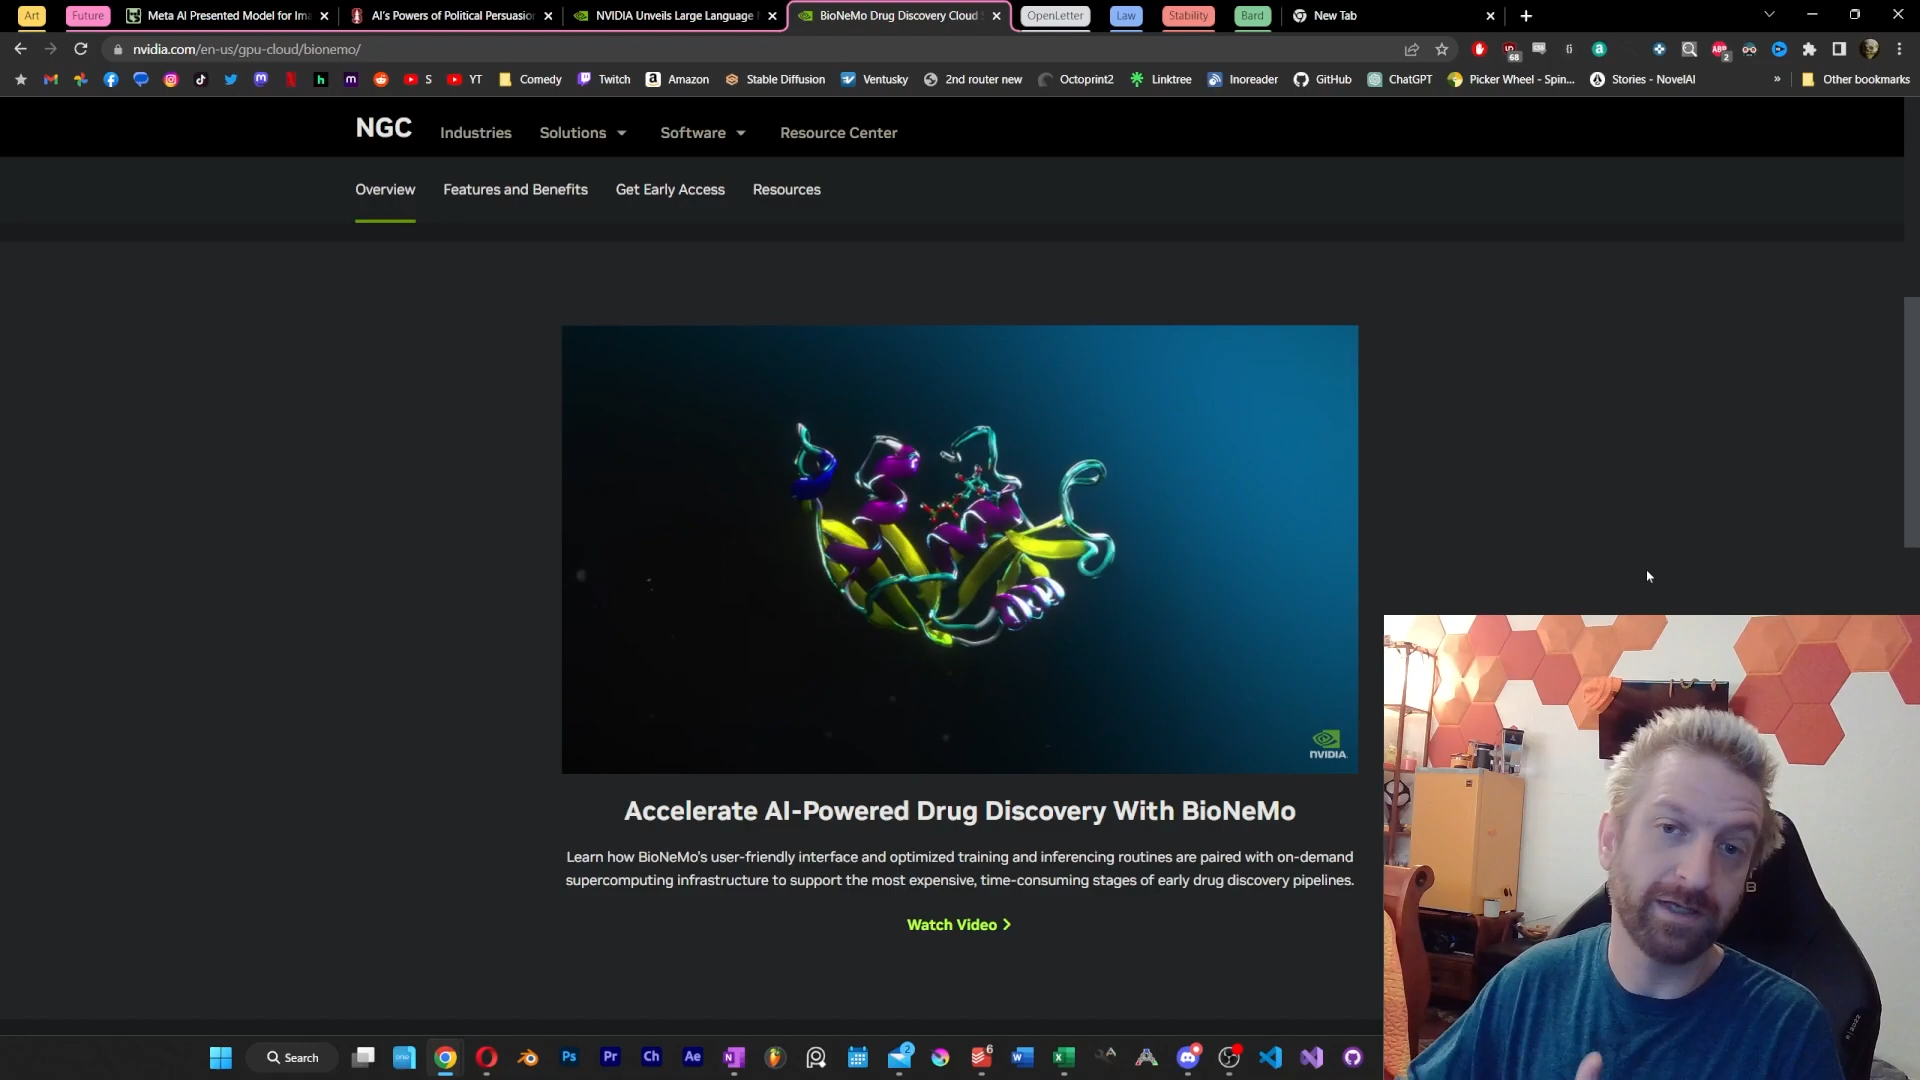 Art
Future
Meta AI Presented Model for Ima
AI's Powers of Political Persuasion
NVIDIA Unveils Large Language
BioNeMo Drug Discovery Cloud
OpenLetter
Law
Stability
Bard
New Tab
nvidia.com/en-us/gpu-cloud/bionemo/
68
2
S
YT
Comedy
Twitch
Amazon
Stable Diffusion
Ventusky
2nd router new
Octoprint2
Linktree
Inoreader
GitHub
ChatGPT
Picker Wheel - Spin...
Stories - NovelAI
»
Other bookmarks
NGC
Industries
Solutions
Software
Resource Center
Overview
Features and Benefits
Get Early Access
Resources
NVIDIA.
Accelerate AI-Powered Drug Discovery With BioNeMo
Learn how BioNeMo's user-friendly interface and optimized training and inferencing routines are paired with on-demand
supercomputing infrastructure to support the most expensive, time-consuming stages of early drug discovery pipelines.
Watch Video
Search
Ps
Pr
Ch
Ae
2
6